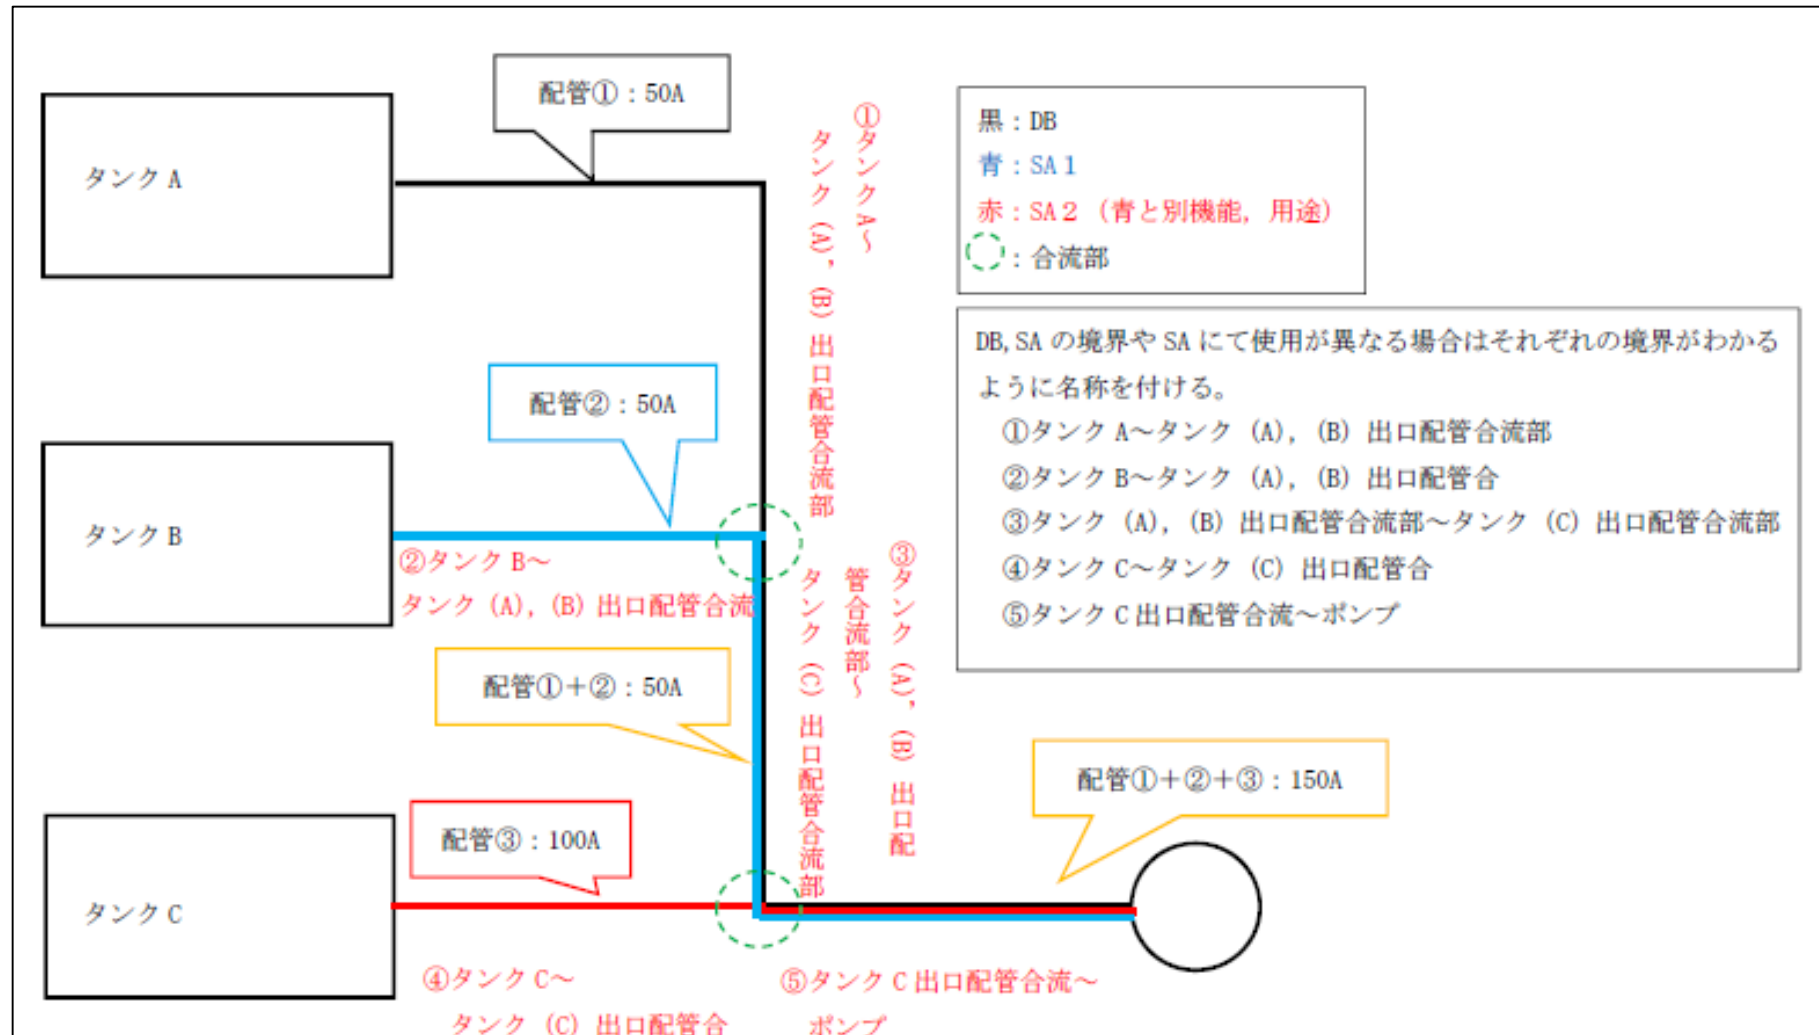 配管①：50A
タンク A
①タンク A～
タンク (A), (B) 出口配管合流部
黒：DB
青：SA１
赤：SA２ (青と別機能, 用途)
：合流部
DB, SA の境界や SA にて使用が異なる場合はそれぞれの境界がわかる
ように名称を付ける。
①タンク A～タンク (A), (B) 出口配管合流部
②タンク B～タンク (A), (B) 出口配管合
③タンク (A), (B) 出口配管合流部～タンク (C) 出口配管合流部
④タンク C～タンク (C) 出口配管合
⑤タンク C 出口配管合流～ポンプ
配管②：50A
タンク B
②タンク B～
タンク (A), (B) 出口配管合流
③タンク (A), (B) 出口配
管合流部～
タンク (C) 出口配管合流部
配管①＋②：50A
配管①＋②＋③：150A
配管③：100A
タンク C
④タンク C～
タンク (C) 出口配管合
⑤タンク C 出口配管合流～
ポンプ